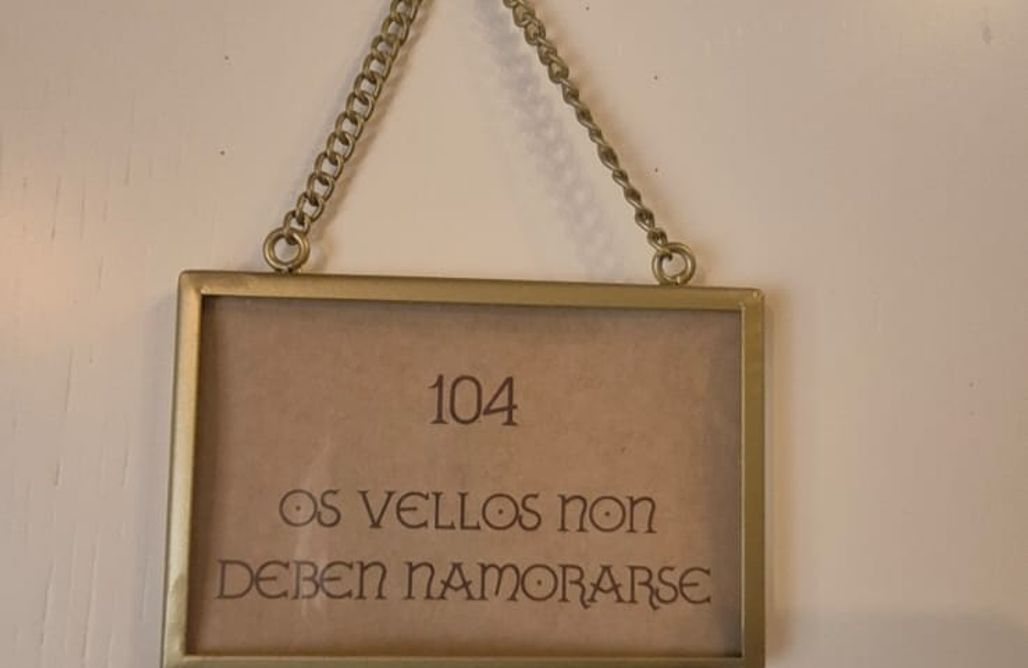 104
OS VELLOS NON
DEBEN NAMORARSE